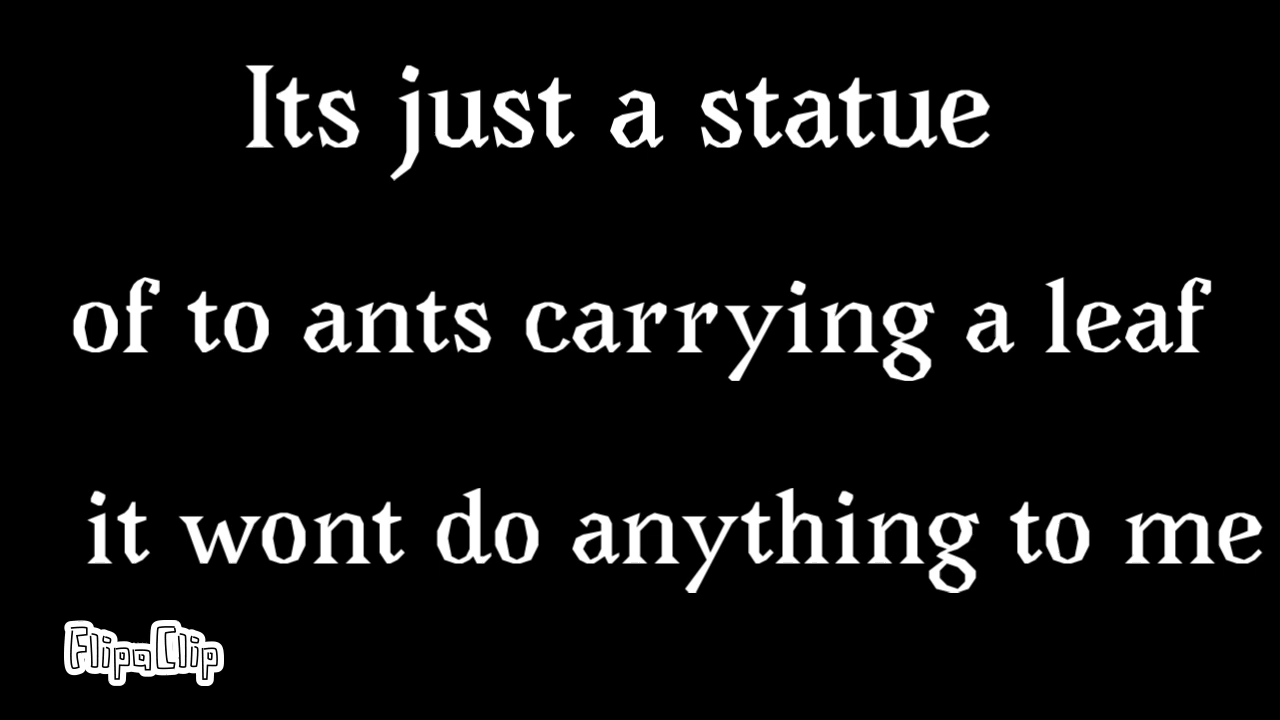 Its just a statue
of to ants carrying a leaf
it wont do anything to me
FlipaClip